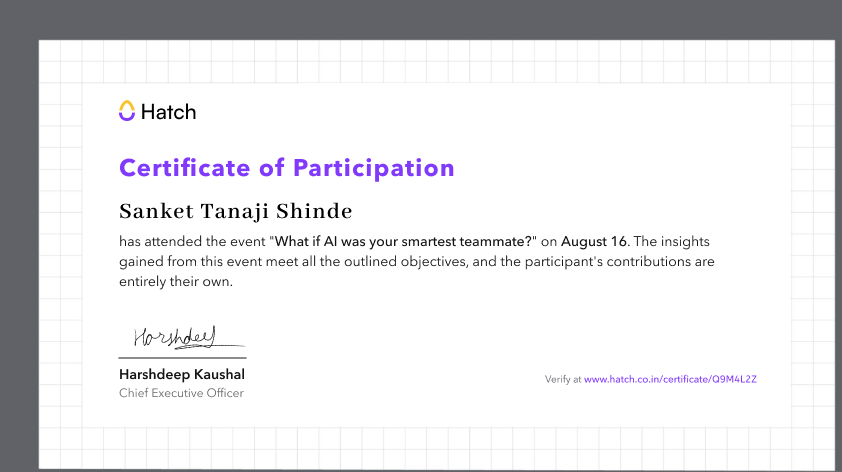 Hatch
Certificate of Participation
Sanket Tanaji Shinde
has attended the event "What if AI was your smartest teammate?" on August 16. The insights
gained from this event meet all the outlined objectives, and the participant's contributions are
entirely their own.
Harshdeep
Harshdeep Kaushal
Chief Executive Officer
Verify at www.hatch.co.in/certificate/Q9M4L2Z